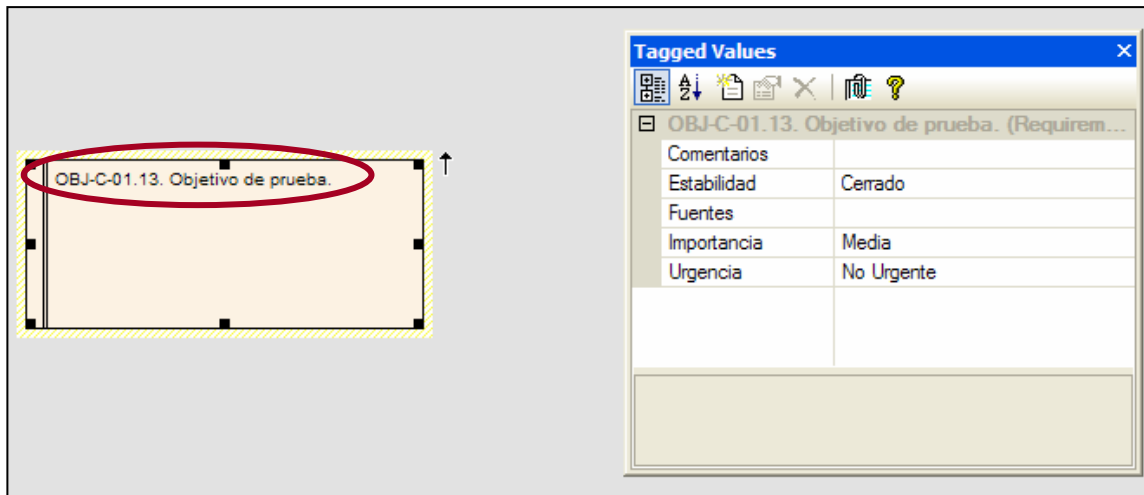 OBJ-C-01.13. Objetivo de prueba.
Tagged Values
OBJ-C-01.13. Objetivo de prueba. (Requirem...
Comentarios
Estabilidad Cerrado
Fuentes
Importancia Media
Urgencia No Urgente